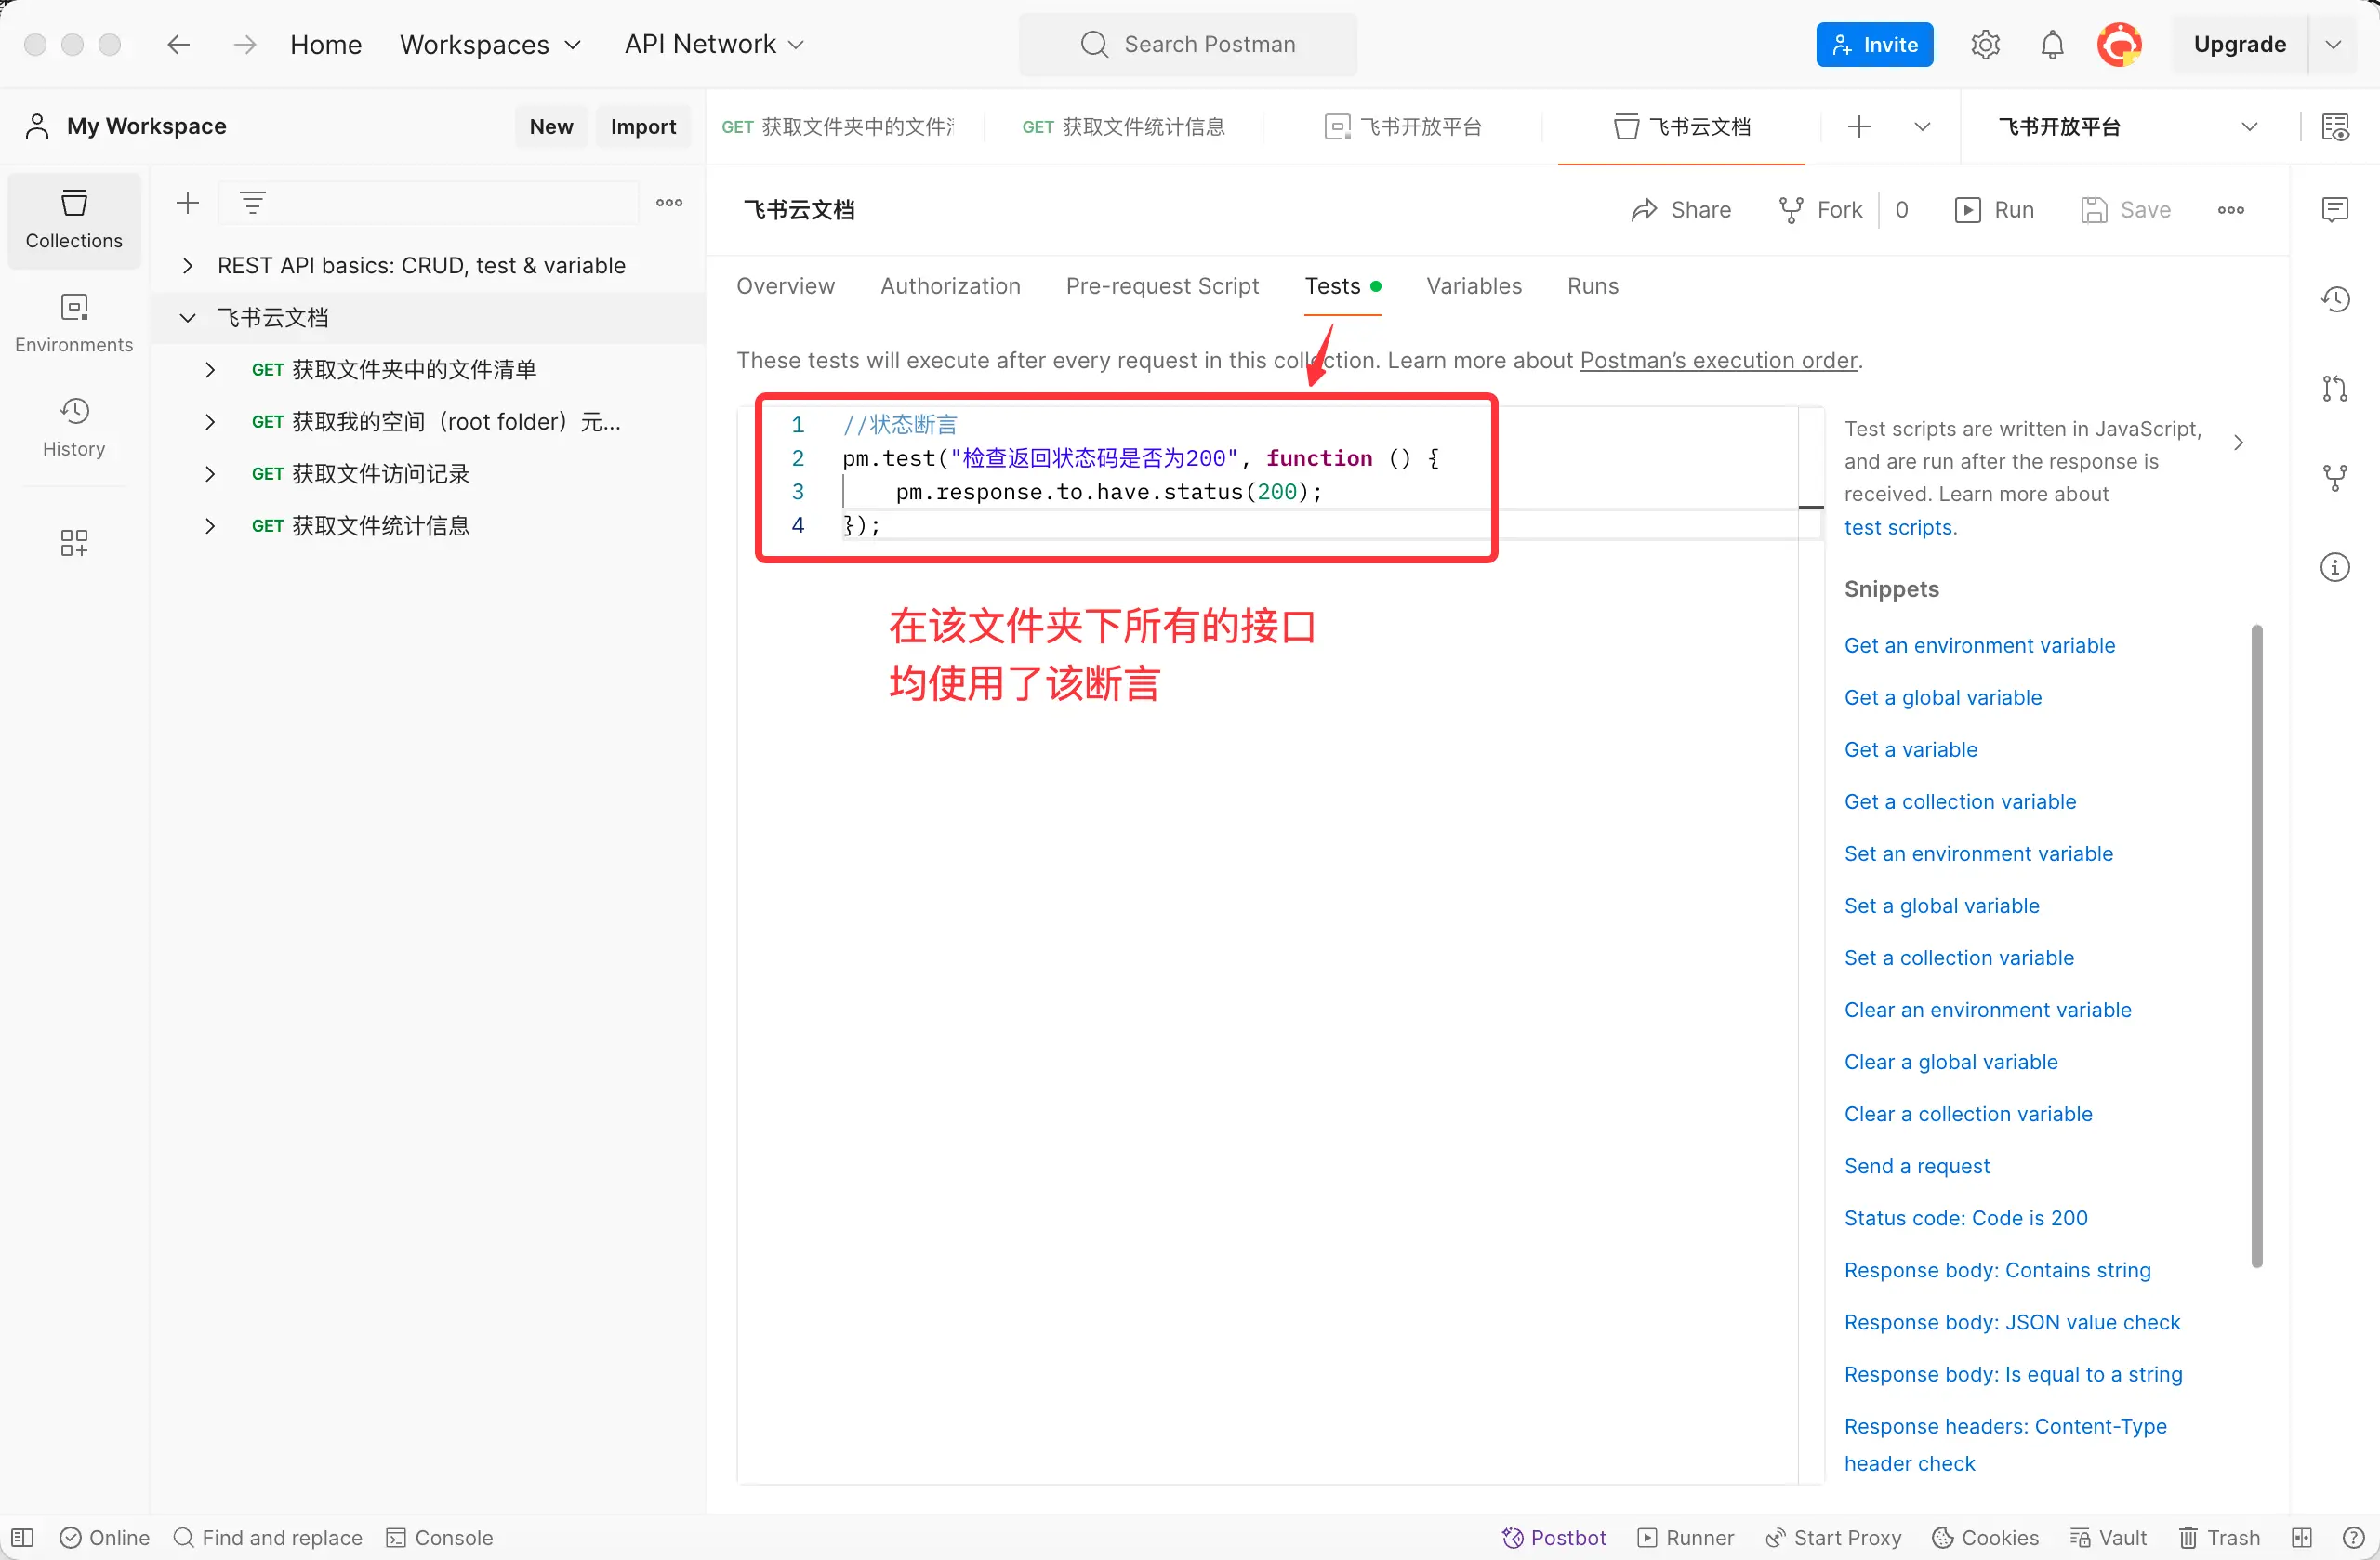 Home Workspaces API Network Search Postman Invite Upgrade
My Workspace New Import
GET 获取文件夹中的文件 GET 获取文件统计信息 飞书开放平台 飞书云文档 飞书开放平台
Collections
Environments
History
REST API basics: CRUD, test & variable
飞书云文档
GET 获取文件夹中的文件清单
GET 获取我的空间（root folder）元...
GET 获取文件访问记录
GET 获取文件统计信息
飞书云文档 Share Fork 0 Run Save
Overview Authorization Pre-request Script Tests Variables Runs
These tests will execute after every request in this collection. Learn more about Postman’s execution order.
1 //状态断言
2 pm.test("检查返回状态码是否为200", function () {
3 pm.response.to.have.status(200);
4 });
在该文件夹下所有的接口
均使用了该断言
Test scripts are written in JavaScript,
and are run after the response is
received. Learn more about
test scripts.
Snippets
Get an environment variable
Get a global variable
Get a variable
Get a collection variable
Set an environment variable
Set a global variable
Set a collection variable
Clear an environment variable
Clear a global variable
Clear a collection variable
Send a request
Status code: Code is 200
Response body: Contains string
Response body: JSON value check
Response body: Is equal to a string
Response headers: Content-Type
header check
Online Find and replace Console Postbot Runner Start Proxy Cookies Vault Trash